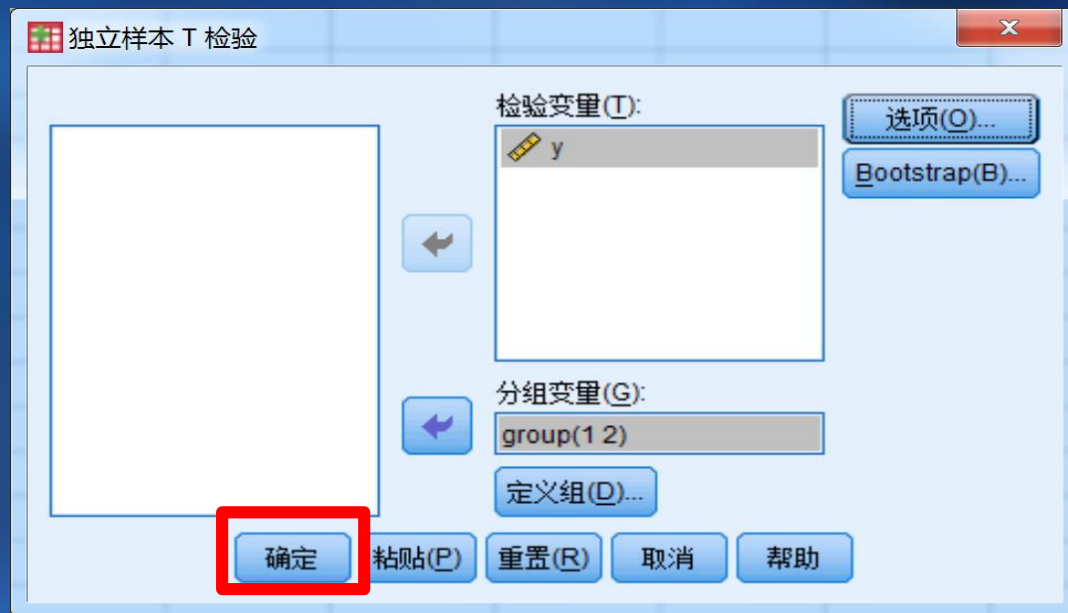 独立样本 T 检验
检验变量(T):
y
选项(O)...
Bootstrap(B)...
分组变量(G):
group(1 2)
定义组(D)...
确定 粘贴(P) 重置(R) 取消 帮助